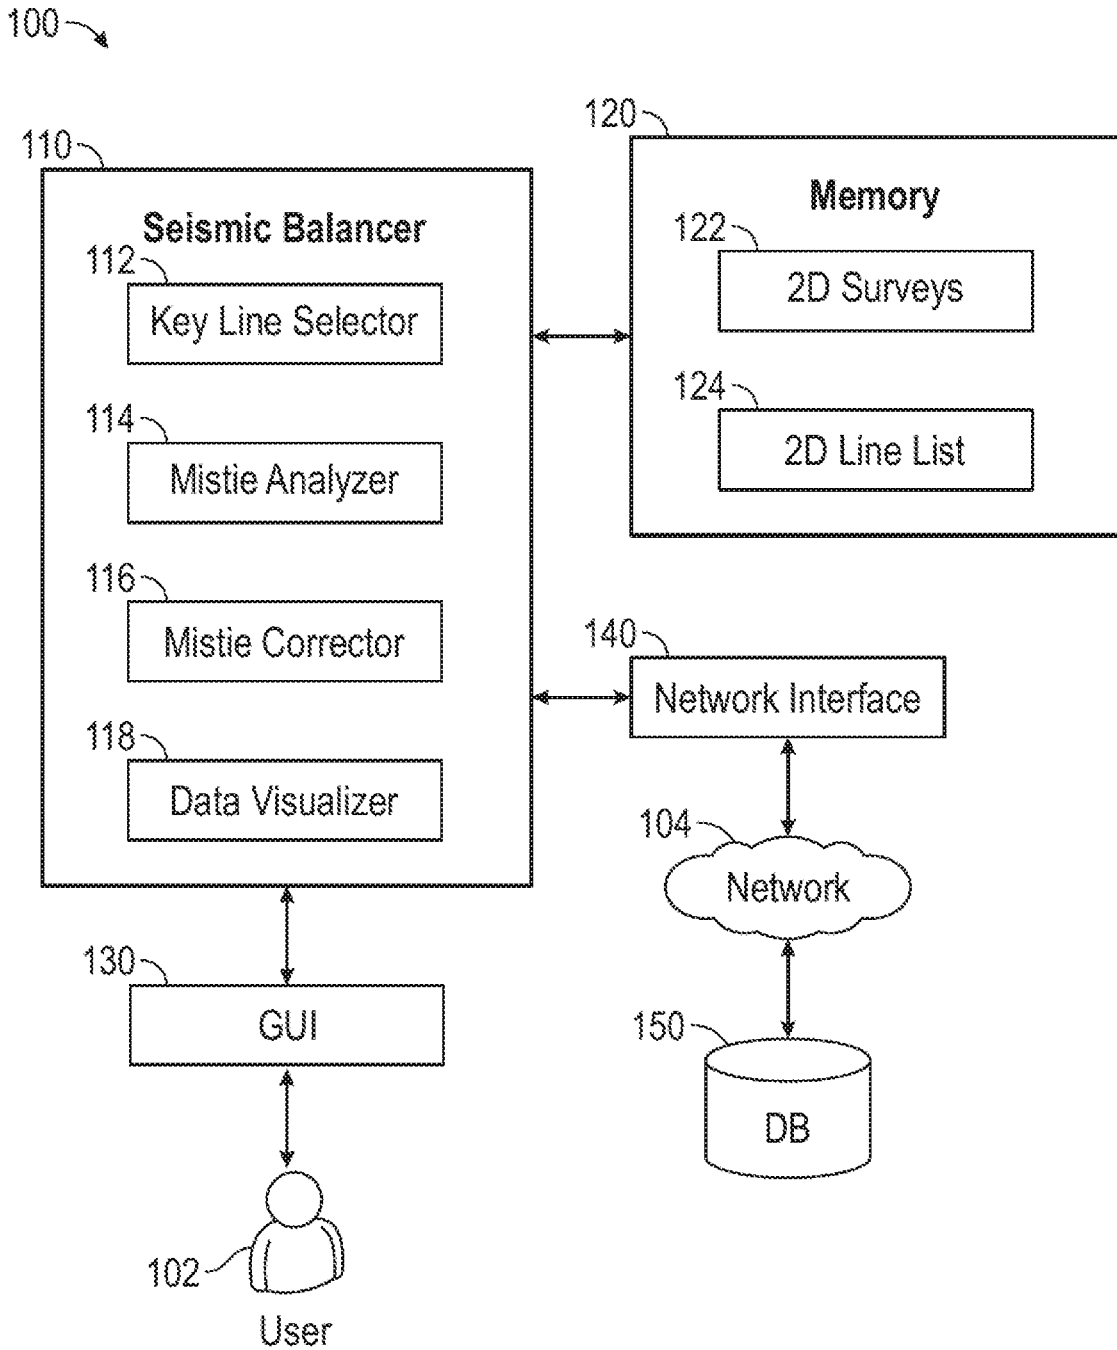 100
110
Seismic Balancer
112
Key Line Selector
114
Mistie Analyzer
116
Mistie Corrector
118
Data Visualizer
120
Memory
122
2D Surveys
124
2D Line List
140
Network Interface
104
Network
150
DB
130
GUI
102
User